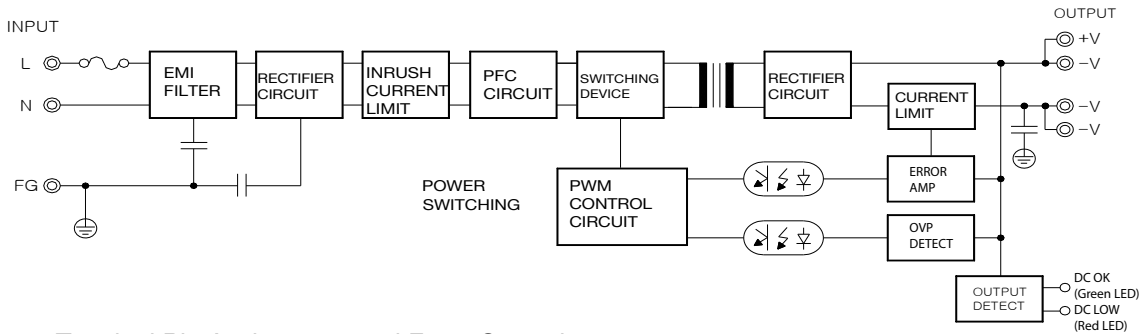 INPUT
OUTPUT
L
N
FG
EMI
FILTER
RECTIFIER
CIRCUIT
INRUSH
CURRENT
LIMIT
PFC
CIRCUIT
SWITCHING
DEVICE
RECTIFIER
CIRCUIT
CURRENT
LIMIT
+V
−V
−V
−V
POWER
SWITCHING
PWM
CONTROL
CIRCUIT
ERROR
AMP
OVP
DETECT
OUTPUT
DETECT
DC OK
(Green LED)
DC LOW
(Red LED)